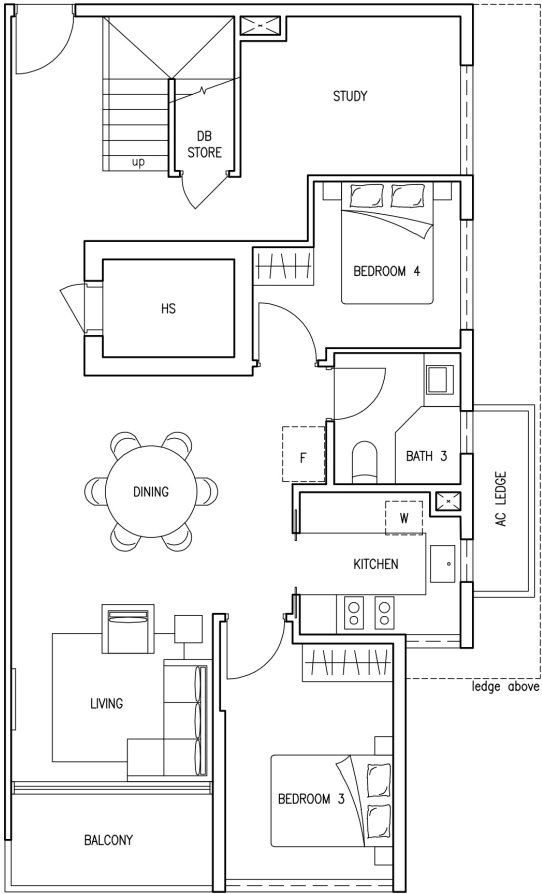 STUDY
DB
STORE
up
BEDROOM 4
HS
F
BATH 3
DINING
AC LEDGE
W
KITCHEN
ledge above
LIVING
BEDROOM 3
BALCONY